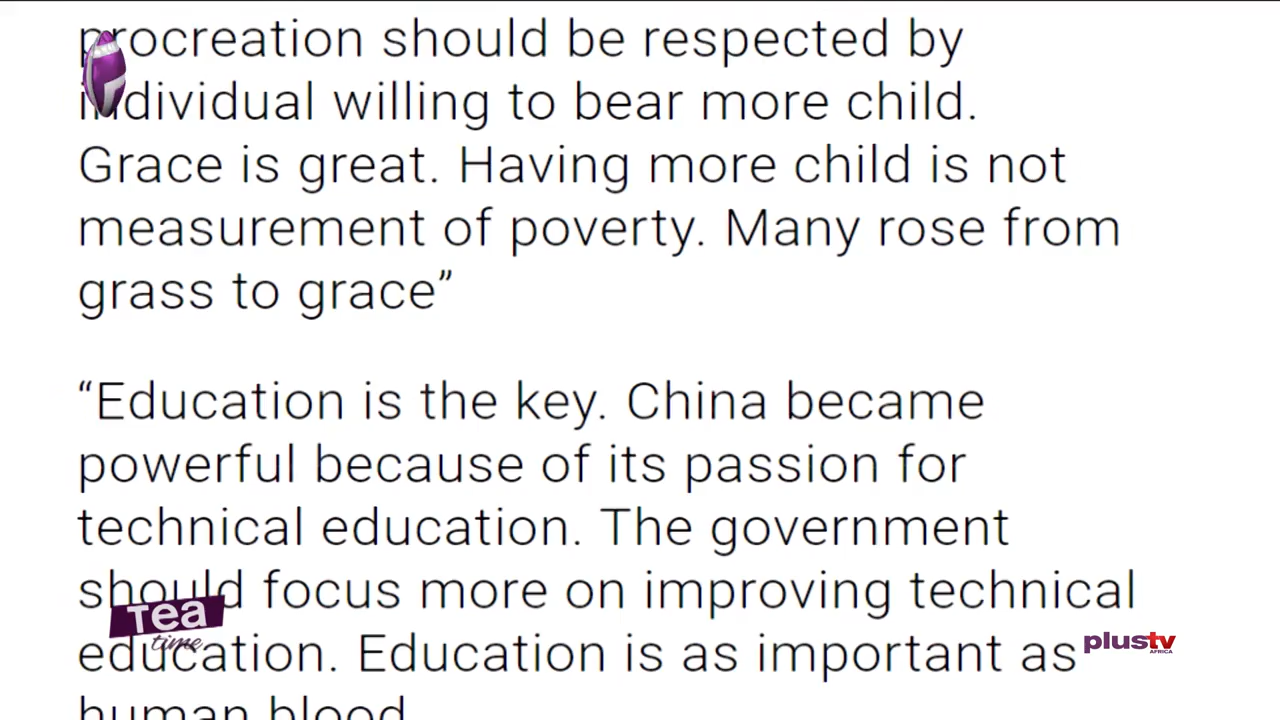 procreation should be respected by
individual willing to bear more child.
Grace is great. Having more child is not
measurement of poverty. Many rose from
grass to grace”
“Education is the key. China became
powerful because of its passion for
technical education. The government
should focus more on improving technical
education. Education is as important as
human blood
Tea
time
plustv
AFRICA